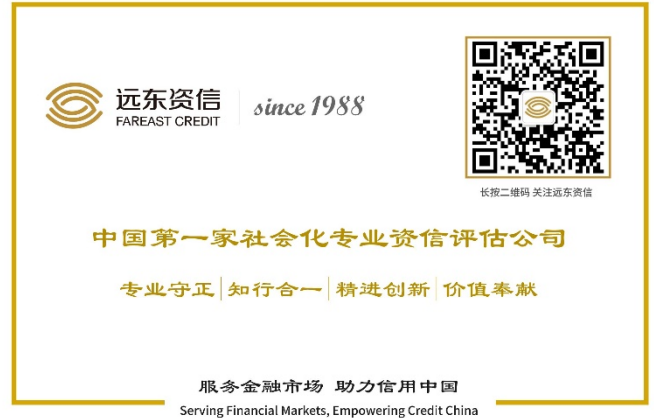 远东资信
FAREAST CREDIT
since 1988
长按二维码 关注远东资信
中国第一家社会化专业资信评估公司
专业守正 知行合一 精进创新 价值奉献
服务金融市场 助力信用中国
Serving Financial Markets, Empowering Credit China